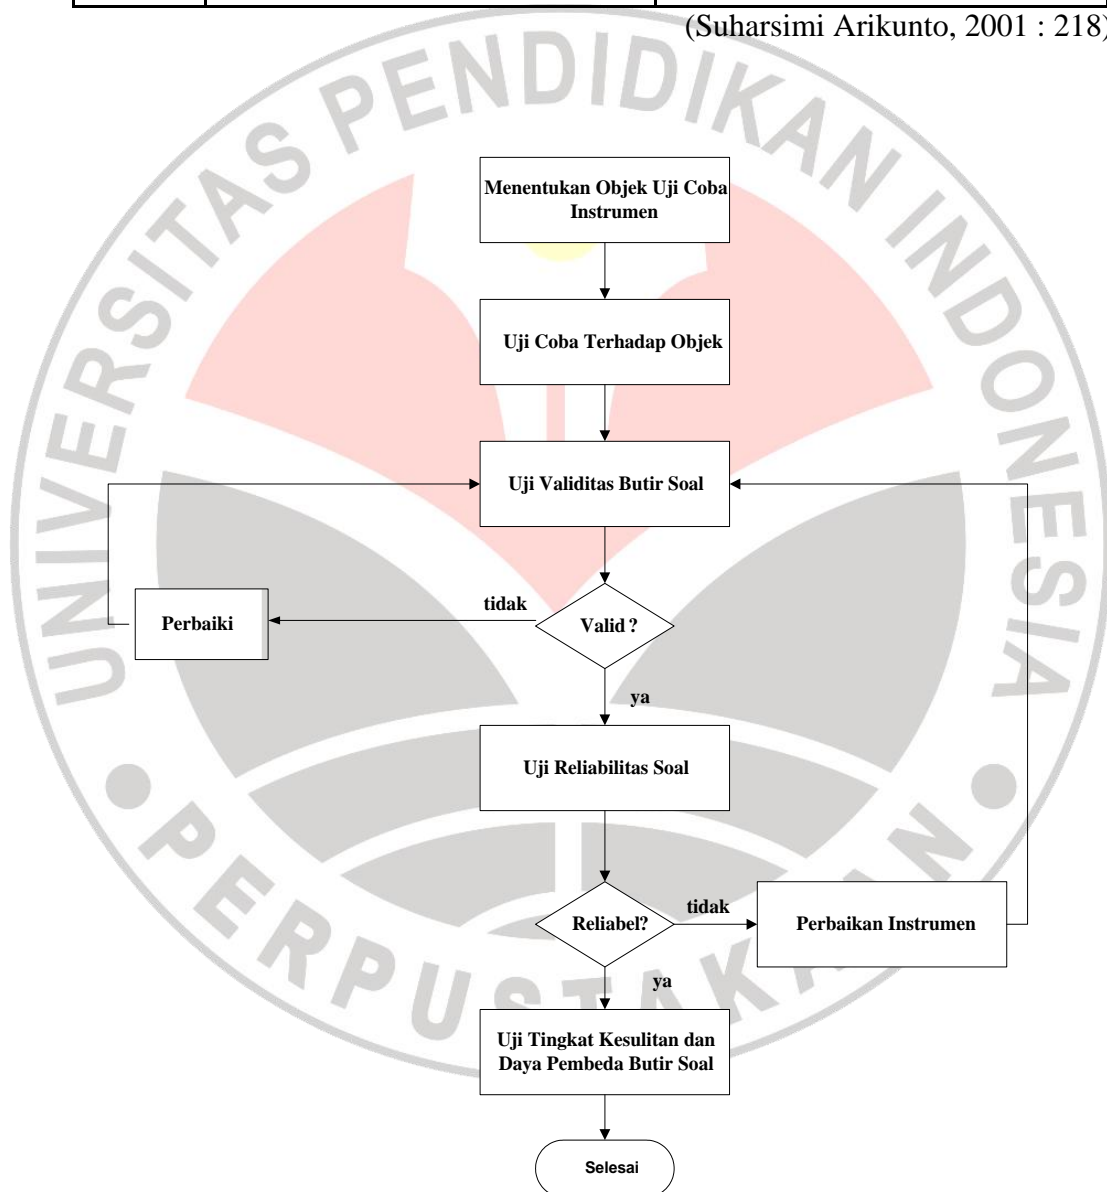 (Suharsimi Arikunto, 2001 : 218)
UNIVERSITAS PENDIDIKAN INDONESIA
Menentukan Objek Uji Coba
Instrumen
Uji Coba Terhadap Objek
Uji Validitas Butir Soal
Perbaiki
tidak
Valid ?
ya
Uji Reliabilitas Soal
Reliabel?
tidak
Perbaikan Instrumen
ya
Uji Tingkat Kesulitan dan
Daya Pembeda Butir Soal
Selesai
PERPUSTAKAAN